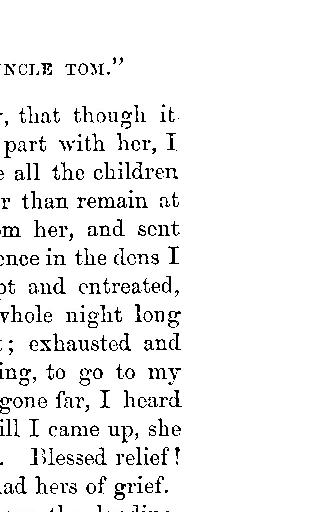 NCLE TOM."
, that though it
part with her, I
all the children
than remain at
her, and sent
ence in the dens I
and entreated,
whole night long
; exhausted and
ing, to go to my
gone far, I heard
ill I came up, she
. Blessed relief!
ad hers of grief.